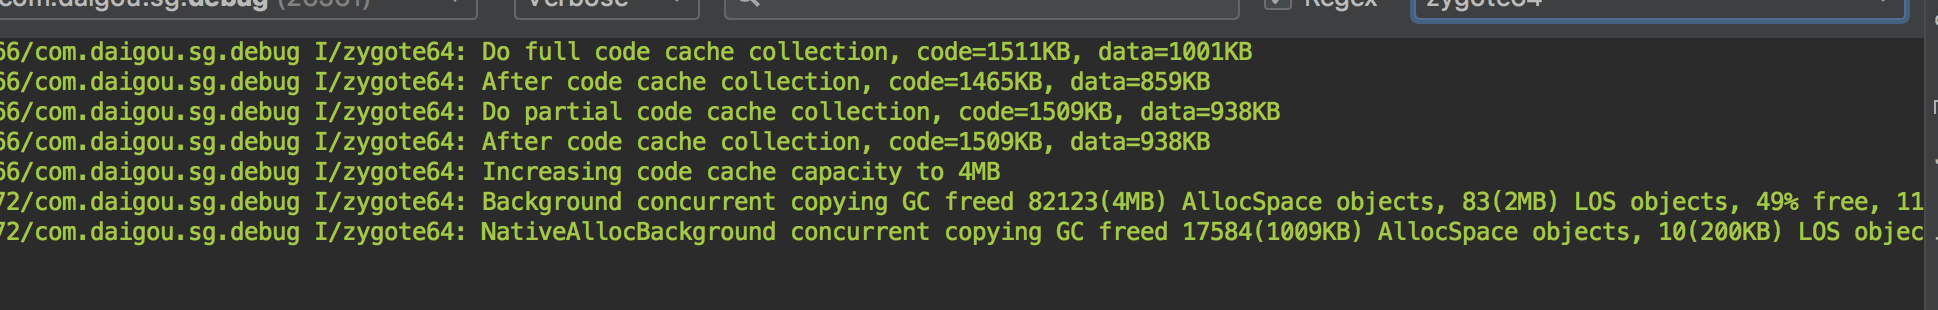 com.daigou.sg.debug Verbose Regex zygote64
66/com.daigou.sg.debug I/zygote64: Do full code cache collection, code=1511KB, data=1001KB
66/com.daigou.sg.debug I/zygote64: After code cache collection, code=1465KB, data=859KB
66/com.daigou.sg.debug I/zygote64: Do partial code cache collection, code=1509KB, data=938KB
66/com.daigou.sg.debug I/zygote64: After code cache collection, code=1509KB, data=938KB
66/com.daigou.sg.debug I/zygote64: Increasing code cache capacity to 4MB
72/com.daigou.sg.debug I/zygote64: Background concurrent copying GC freed 82123(4MB) AllocSpace objects, 83(2MB) LOS objects, 49% free, 11
72/com.daigou.sg.debug I/zygote64: NativeAllocBackground concurrent copying GC freed 17584(1009KB) AllocSpace objects, 10(200KB) LOS objec